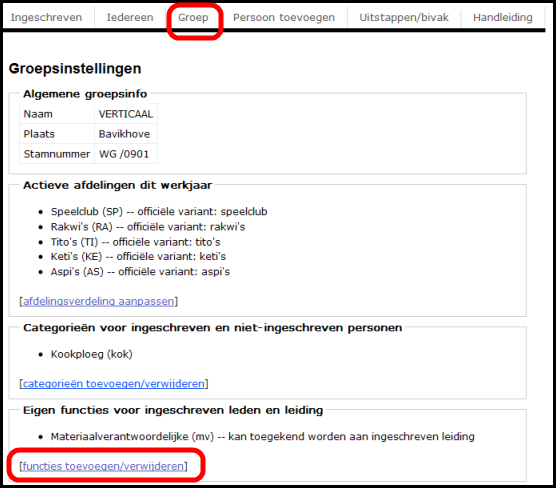 Ingeschreven Iedereen Groep Persoon toevoegen Uitstappen/bivak Handleiding
Groepsinstellingen
Algemene groepsinfo
Naam VERTICAAL
Plaats Bavikhove
Stamnummer WG /0901
Actieve afdelingen dit werkjaar
• Speelclub (SP) -- officiële variant: speelclub
• Rakwi's (RA) -- officiële variant: rakwi's
• Tito's (TI) -- officiële variant: tito's
• Keti's (KE) -- officiële variant: keti's
• Aspi's (AS) -- officiële variant: aspi's
[afdelingsverdeling aanpassen]
Categorieën voor ingeschreven en niet-ingeschreven personen
• Kookploeg (kok)
[categorieën toevoegen/verwijderen]
Eigen functies voor ingeschreven leden en leiding
• Materiaalverantwoordelijke (mv) -- kan toegekend worden aan ingeschreven leiding
[functies toevoegen/verwijderen]